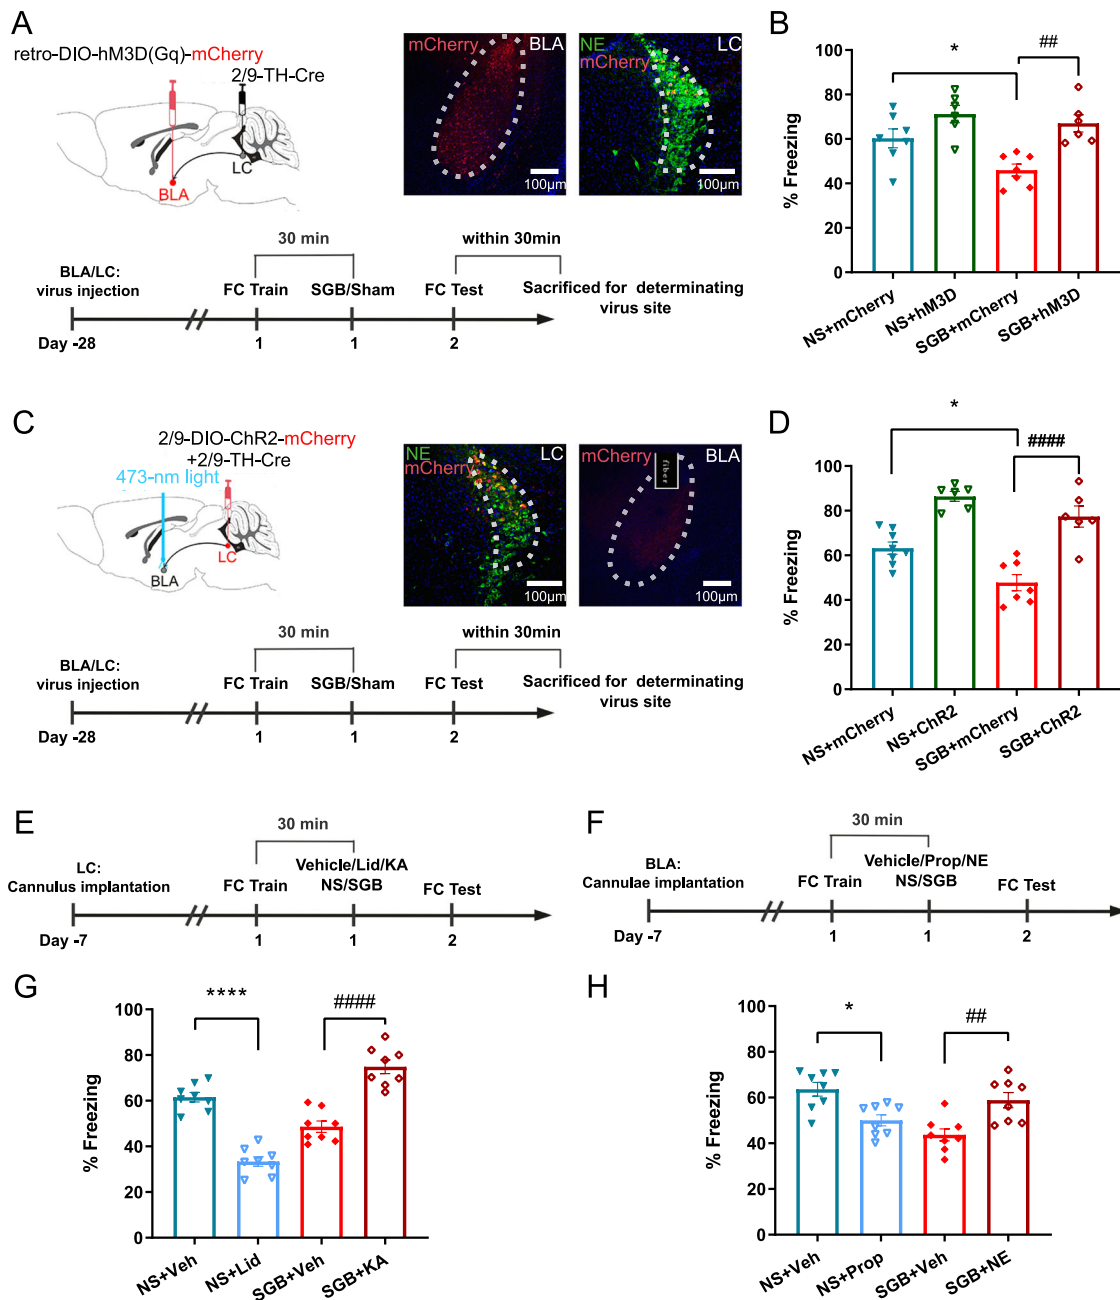 A
retro-DIO-hM3D(Gq)-mCherry
2/9-TH-Cre
LC
BLA
mCherry
BLA
100µm
NE
mCherry
LC
100µm
30 min
within 30min
BLA/LC:
virus injection
FC Train
SGB/Sham
FC Test
Sacrificed for determining
virus site
Day -28
1
1
2
B
% Freezing
100
80
60
40
20
0
*
##
NS+mCherry
NS+hM3D
SGB+mCherry
SGB+hM3D
C
2/9-DIO-ChR2-mCherry
+2/9-TH-Cre
473-nm light
LC
BLA
NE
mCherry
LC
100µm
mCherry
fiber
BLA
100µm
30 min
within 30min
BLA/LC:
virus injection
FC Train
SGB/Sham
FC Test
Sacrificed for determinating
virus site
Day -28
1
1
2
D
% Freezing
100
80
60
40
20
0
*
####
NS+mCherry
NS+ChR2
SGB+mCherry
SGB+ChR2
E
30 min
LC:
Cannulus implantation
FC Train
Vehicle/Lid/KA
NS/SGB
FC Test
Day -7
1
1
2
F
30 min
BLA:
Cannulae implantation
FC Train
Vehicle/Prop/NE
NS/SGB
FC Test
Day -7
1
1
2
G
% Freezing
100
80
60
40
20
0
****
####
NS+Veh
NS+Lid
SGB+Veh
SGB+KA
H
% Freezing
100
80
60
40
20
0
*
##
NS+Veh
NS+Prop
SGB+Veh
SGB+NE